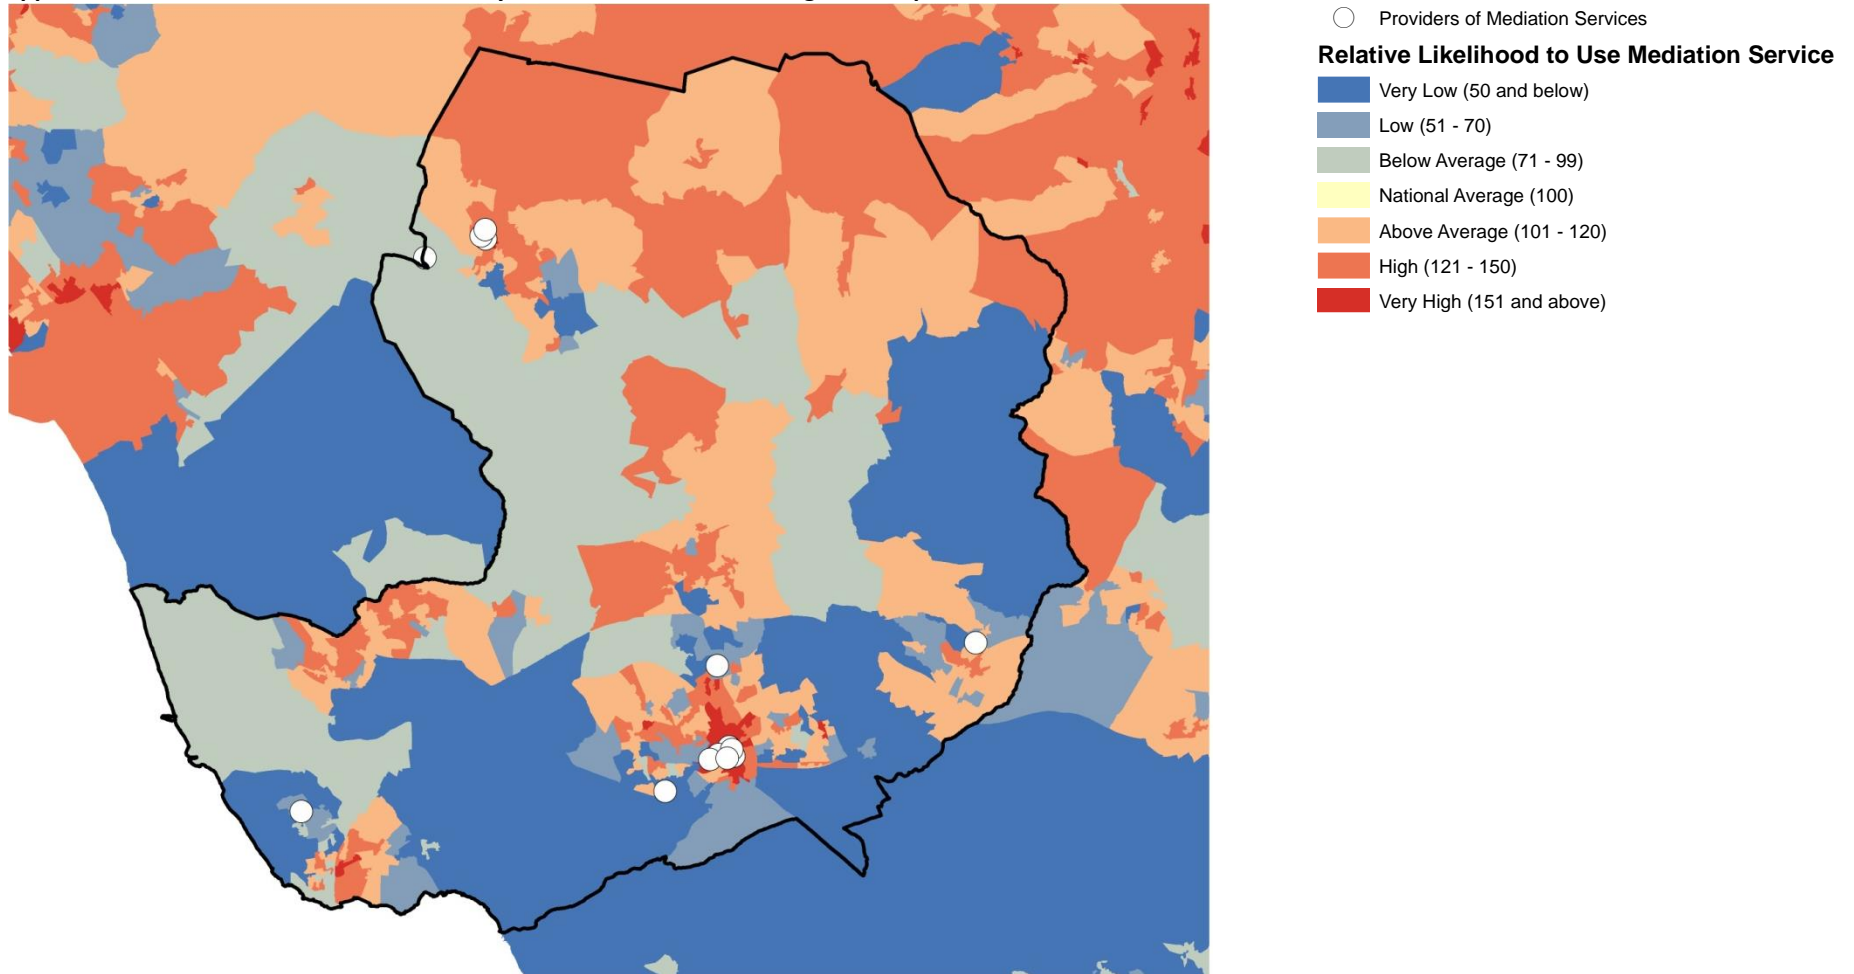 Providers of Mediation Services
Relative Likelihood to Use Mediation Service
Very Low (50 and below)
Low (51 - 70)
Below Average (71 - 99)
National Average (100)
Above Average (101 - 120)
High (121 - 150)
Very High (151 and above)